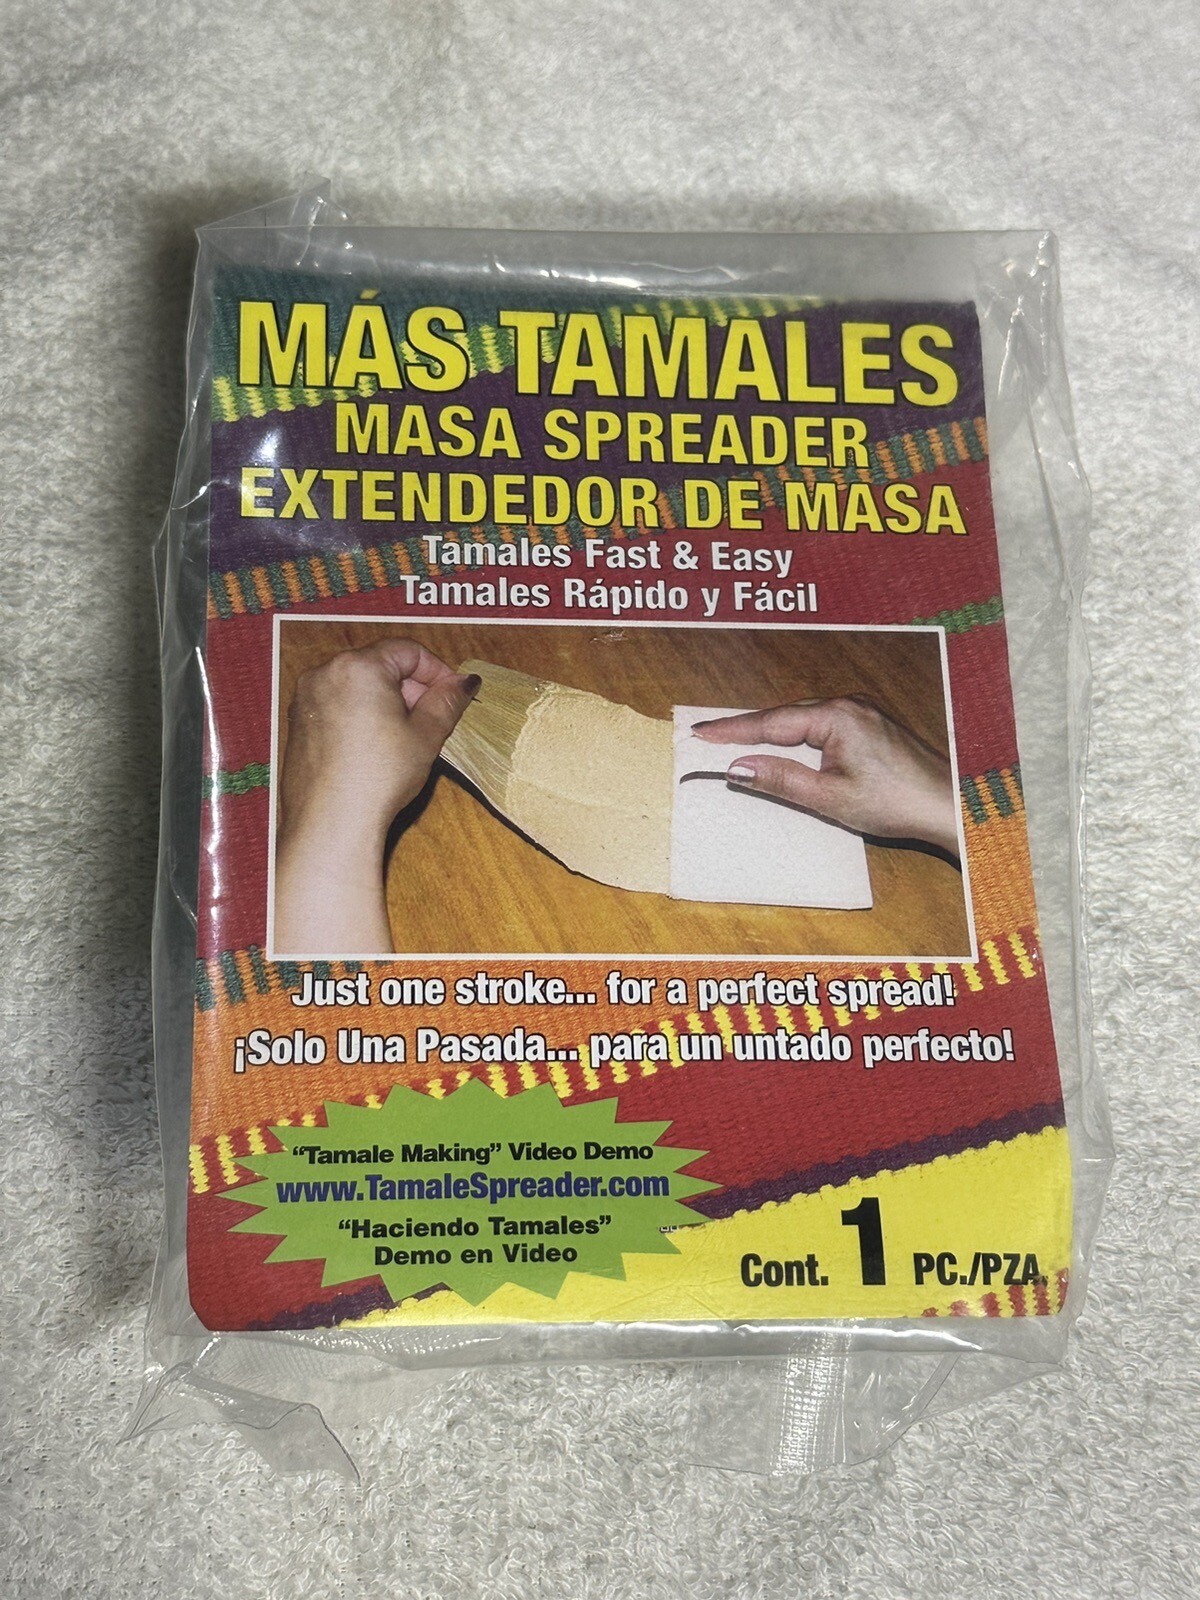 MÁS TAMALES
MASA SPREADER
EXTENDEDOR DE MASA
Tamales Fast & Easy
Tamales Rápido y Fácil
Just one stroke... for a perfect spread!
¡Solo Una Pasada... para un untado perfecto!
“Tamale Making” Video Demo
www.TamaleSpreader.com
“Haciendo Tamales”
Demo en Video
Cont. 1 PC./PZA.